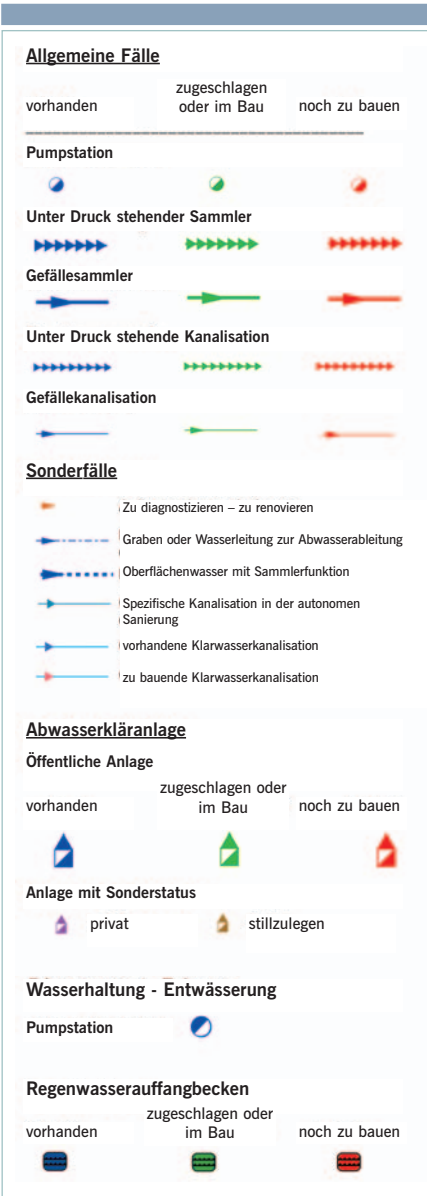 Allgemeine Fälle
vorhanden
zugeschlagen
oder im Bau
noch zu bauen
Pumpstation
Unter Druck stehender Sammler
Gefällesammler
Unter Druck stehende Kanalisation
Gefällekanalisation
Sonderfälle
Zu diagnostizieren – zu renovieren
Graben oder Wasserleitung zur Abwasserableitung
Oberflächenwasser mit Sammlerfunktion
Spezifische Kanalisation in der autonomen
Sanierung
vorhandene Klarwasserkanalisation
zu bauende Klarwasserkanalisation
Abwasserkläranlage
Öffentliche Anlage
vorhanden
zugeschlagen oder
im Bau
noch zu bauen
Anlage mit Sonderstatus
privat
stillzulegen
Wasserhaltung - Entwässerung
Pumpstation
Regenwasserauffangbecken
vorhanden
zugeschlagen oder
im Bau
noch zu bauen